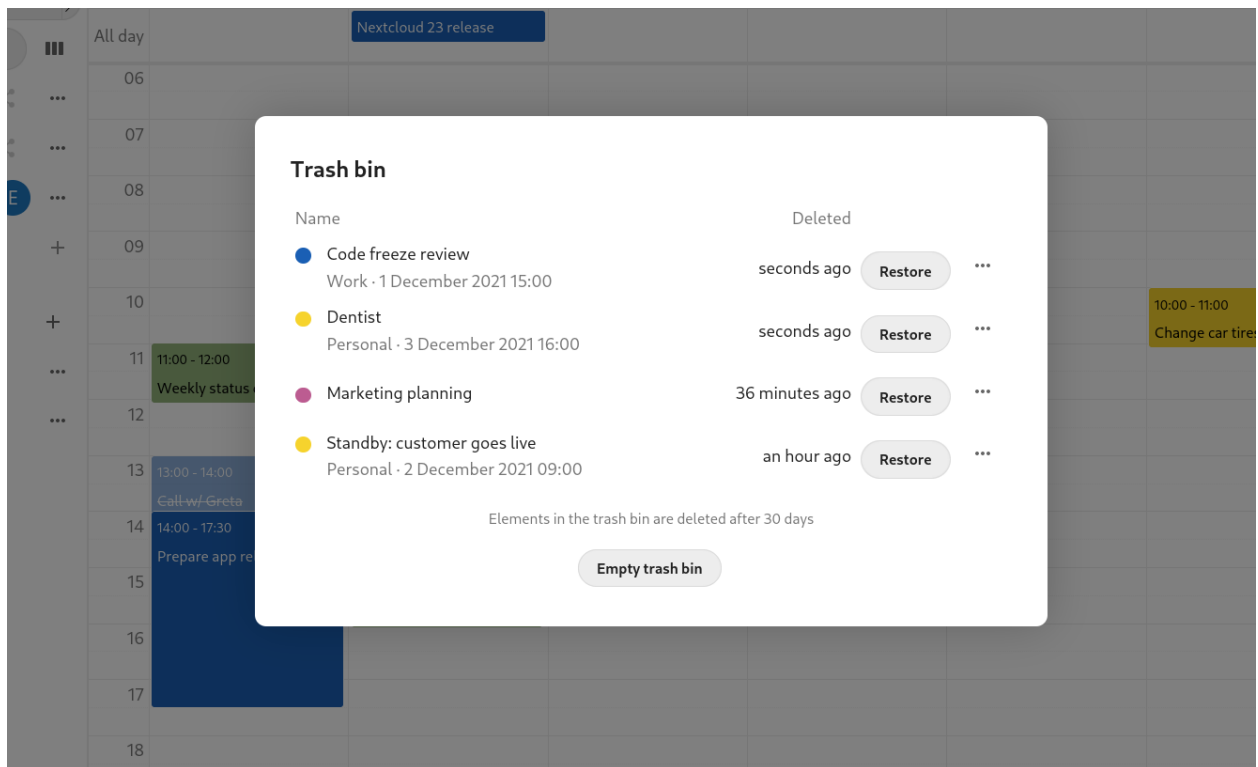 All day
Nextcloud 23 release
06
07
08
E
09
10
10:00 - 11:00
Change car tires
11
11:00 - 12:00
Weekly status
12
13
13:00 - 14:00
Call w/ Greta
14
14:00 - 17:30
Prepare app
15
16
17
18
Trash bin
Name Deleted
Code freeze review
Work · 1 December 2021 15:00
seconds ago Restore ···
Dentist
Personal · 3 December 2021 16:00
seconds ago Restore ···
Marketing planning 36 minutes ago Restore ···
Standby: customer goes live
Personal · 2 December 2021 09:00
an hour ago Restore ···
Elements in the trash bin are deleted after 30 days
Empty trash bin